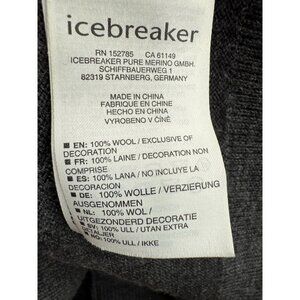 icebreaker
RN 152785 CA 61149
ICEBREAKER PURE MERINO GMBH.
SCHIFFBAUERWEG 1
82319 STARNBERG, GERMANY
MADE IN CHINA
FABRIQUE EN CHINE
HECHO EN CHINA
VYROBENO V ČÍNĚ
■ EN: 100% WOOL / EXCLUSIVE OF
DECORATION
■ FR: 100% LAINE / DECORATION NON
COMPRISE
■ ES: 100% LANA / NO INCLUYE LA
DECORACION
■ DE: 100% WOLLE / VERZIERUNG
AUSGENOMMEN
■ NL: 100% WOL /
UITGEZONDERD DECORATIE
■ SV: 100% ULL / UTAN EXTRA
DETALJER
100% ULL / IKKE